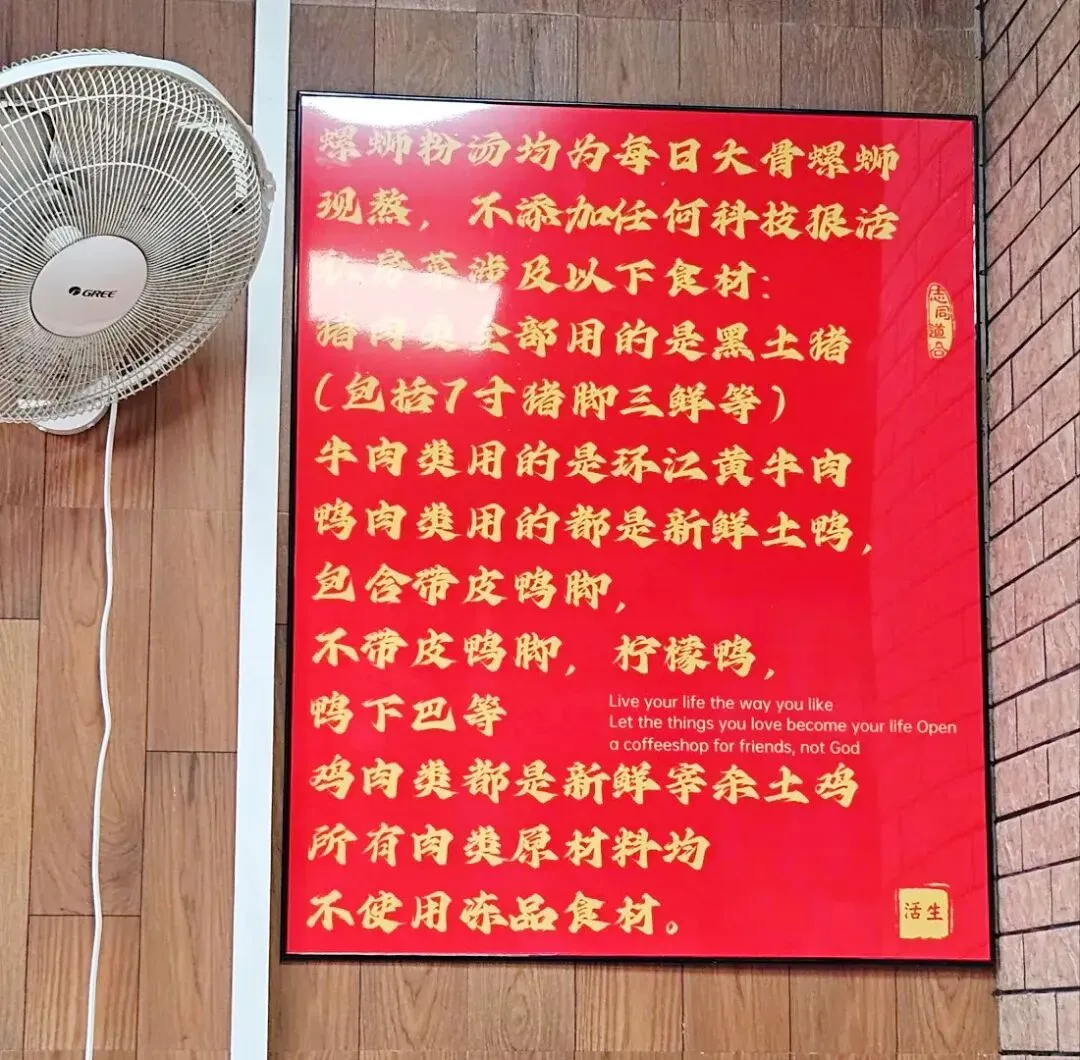 GREE
螺蛳粉汤均为每日大骨螺蛳
现熬，不添加任何科技狠活
私房菜涉及以下食材：
猪肉类全部用的是黑土猪
（包括7寸猪脚三鲜等）
牛肉类用的是环江黄牛肉
鸭肉类用的都是新鲜土鸭，
包含带皮鸭脚，
不带皮鸭脚，柠檬鸭，
鸭下巴等
鸡肉类都是新鲜宰杀土鸡
所有肉类原材料均
不使用冻品食材。
志同道合
Live your life the way you like
Let the things you love become your life Open
a coffeeshop for friends, not God
活生